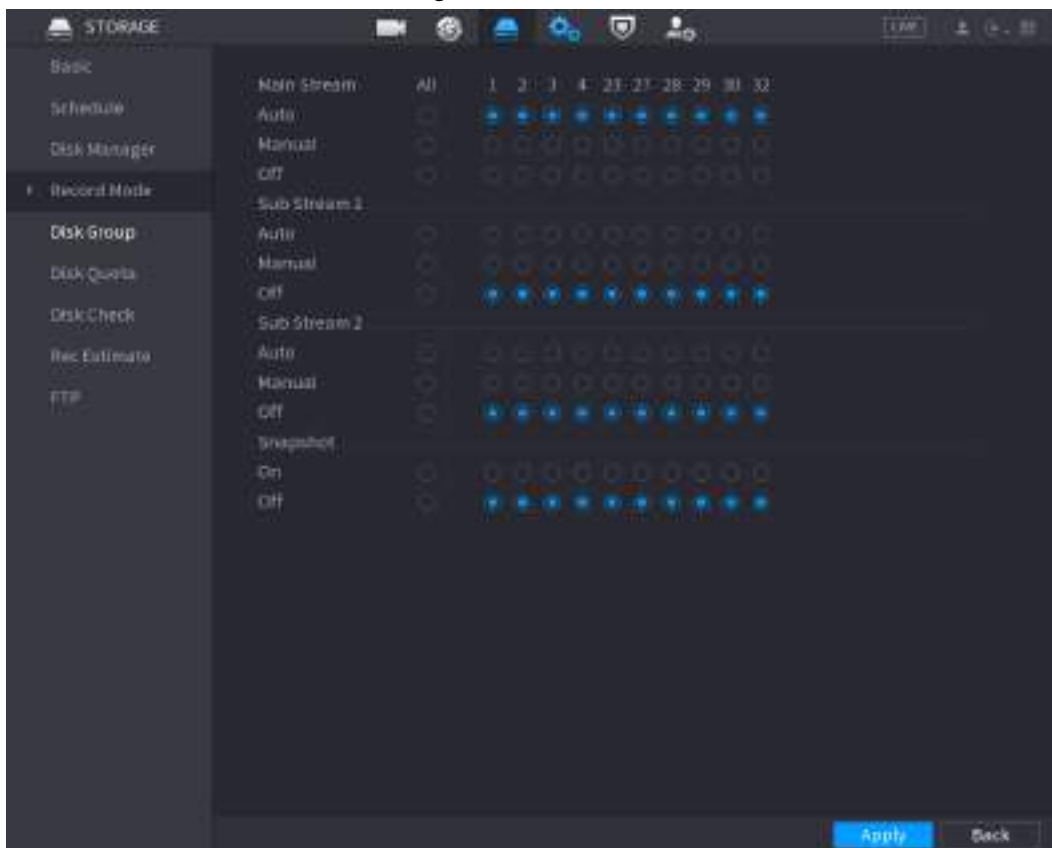 STORAGE
LIVE
Basic
Schedule
Disk Manager
Record Mode
Disk Group
Disk Quota
Disk Check
Rec Estimate
FTP
Main Stream All 1 2 3 4 23 27 28 29 30 32
Auto
Manual
Off
Sub Stream 1
Auto
Manual
Off
Sub Stream 2
Auto
Manual
Off
Snapshot
On
Off
Apply Back